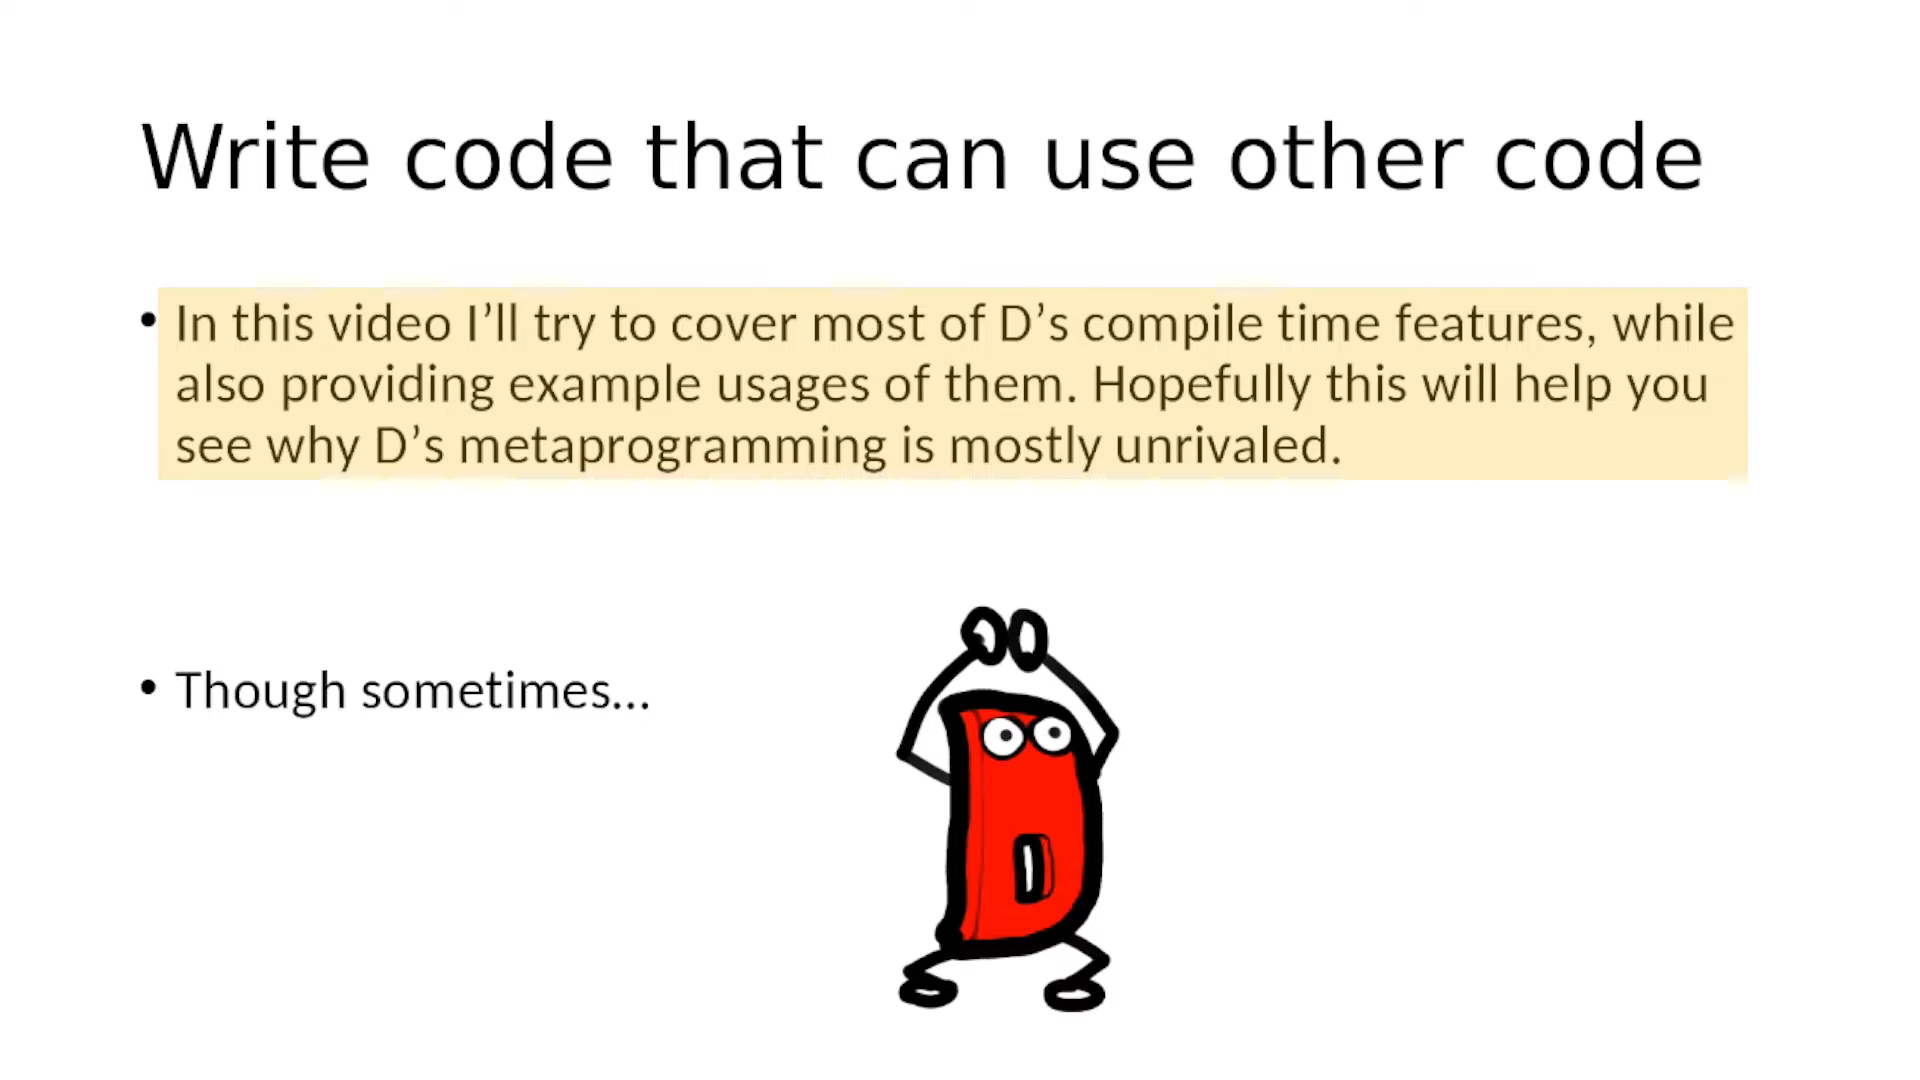 Write code that can use other code
• In this video I’ll try to cover most of D’s compile time features, while
also providing example usages of them. Hopefully this will help you
see why D’s metaprogramming is mostly unrivaled.
• Though sometimes...
D